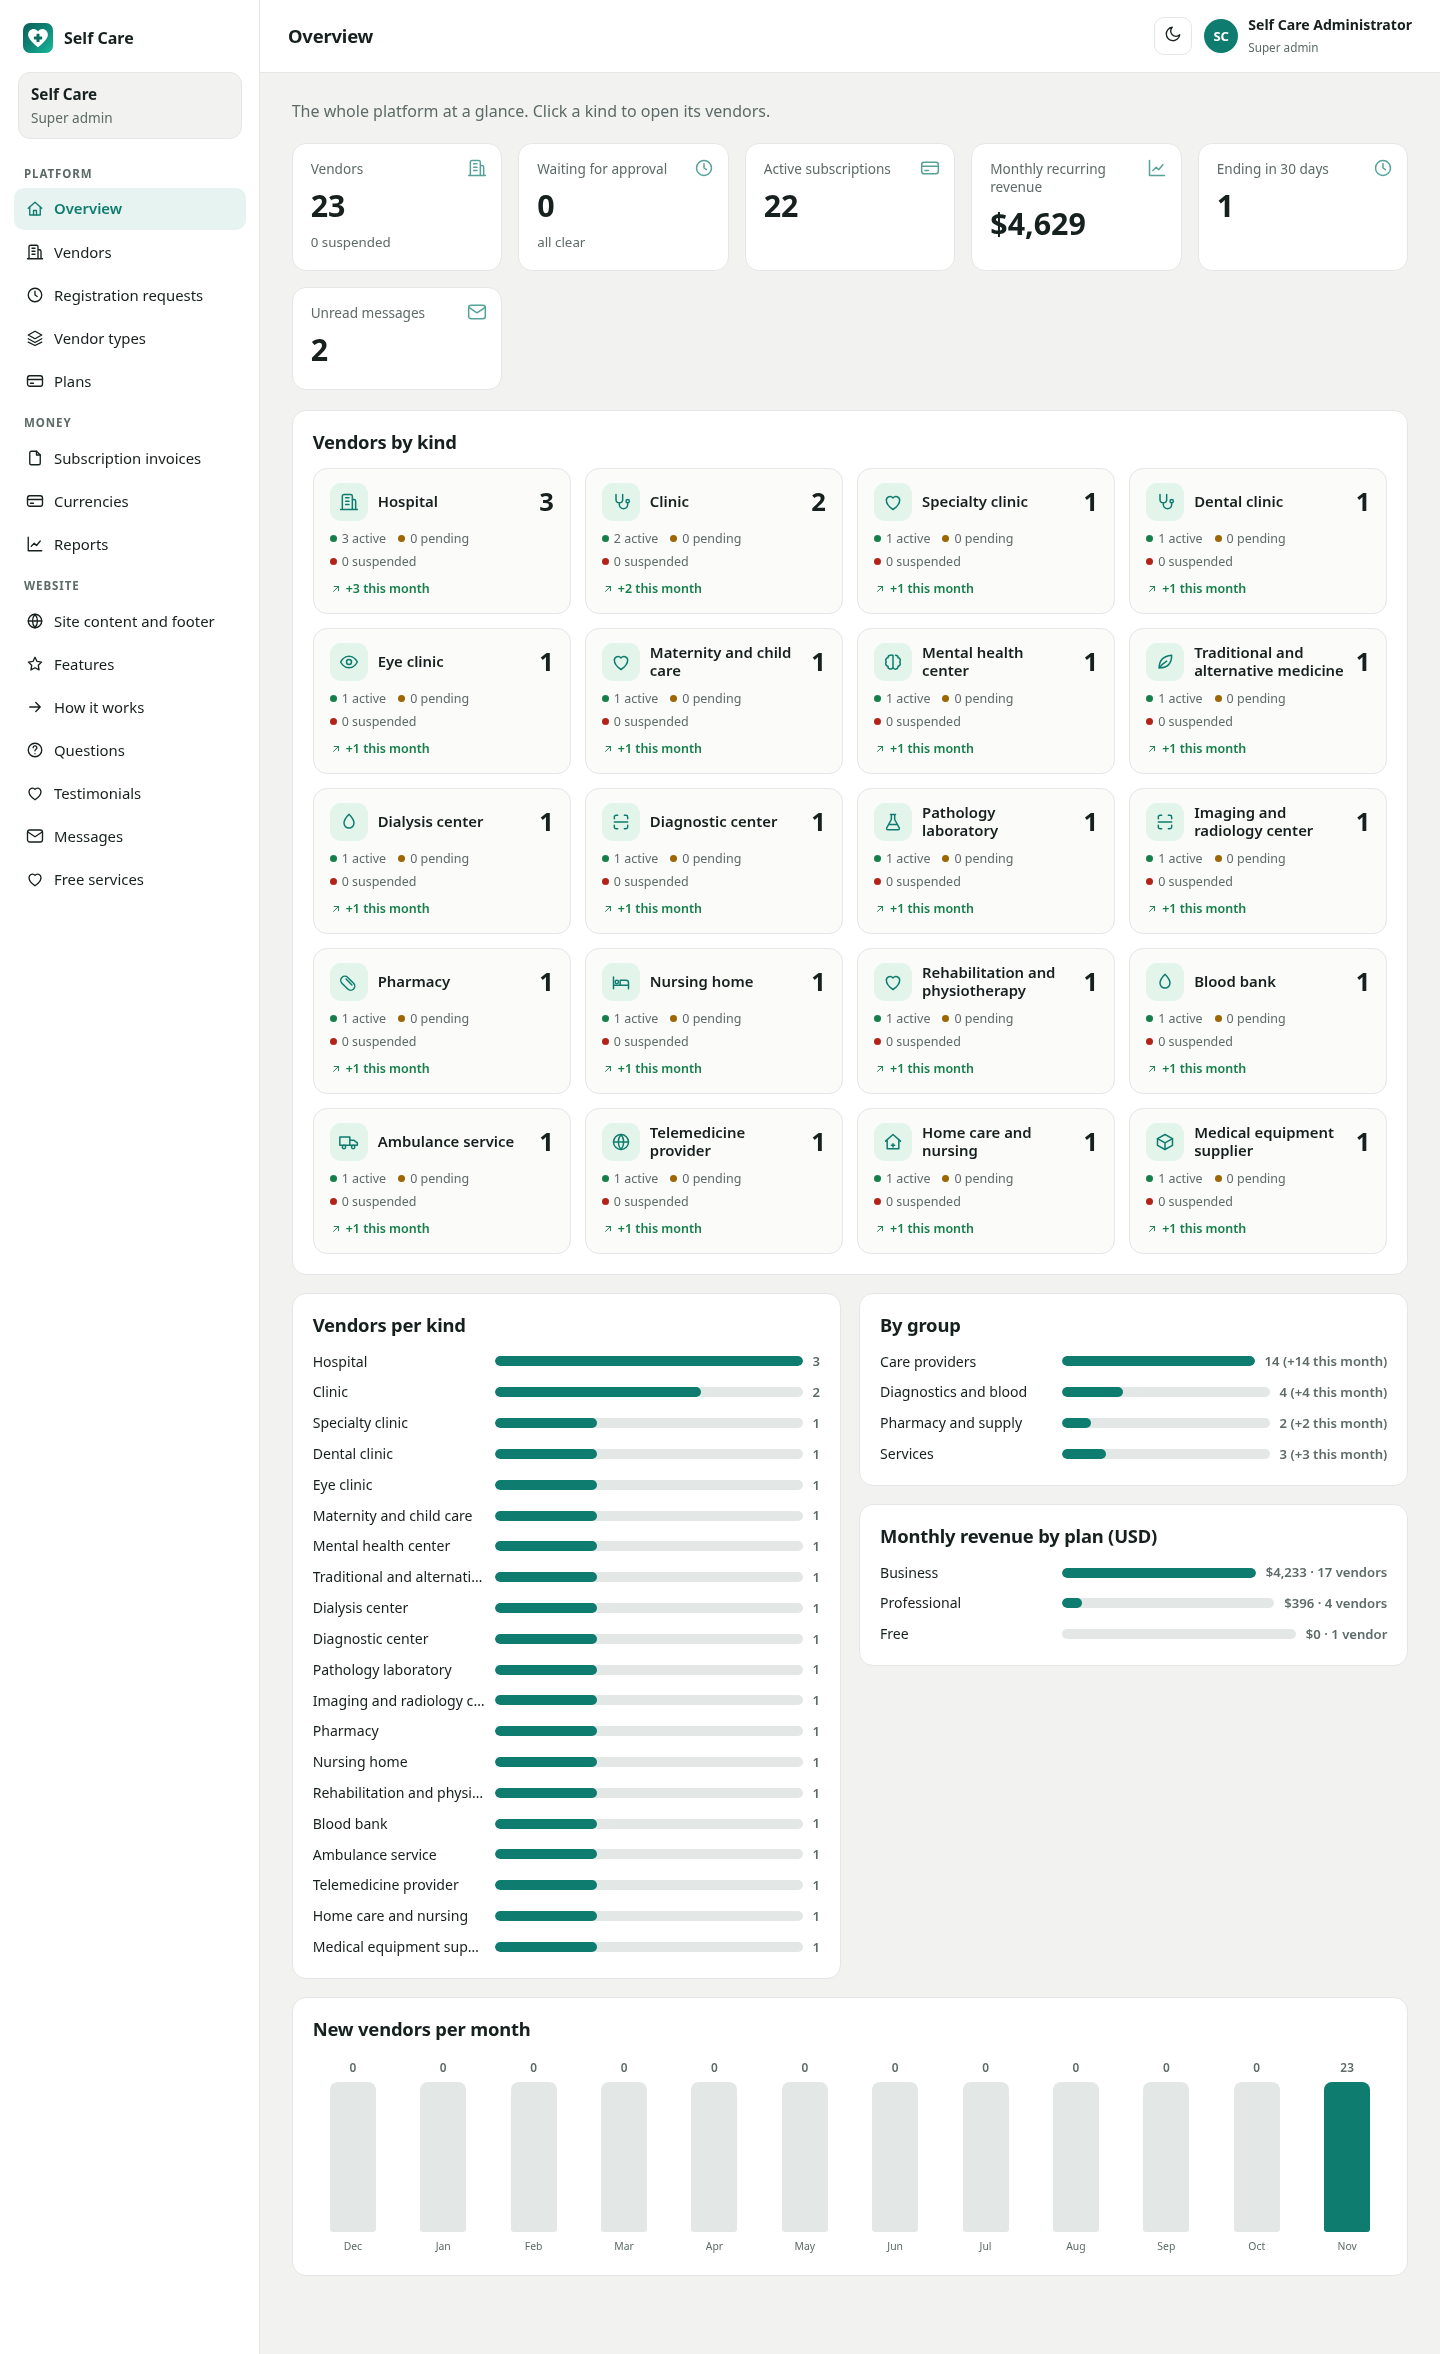 Self Care
Self Care
Super admin
PLATFORM
Overview
Vendors
Registration requests
Vendor types
Plans
MONEY
Subscription invoices
Currencies
Reports
WEBSITE
Site content and footer
Features
How it works
Questions
Testimonials
Messages
Free services
Overview
SC
Self Care Administrator
Super admin
The whole platform at a glance. Click a kind to open its vendors.
Vendors
23
0 suspended
Waiting for approval
0
all clear
Active subscriptions
22
Monthly recurring
revenue
$4,629
Ending in 30 days
1
Unread messages
2
Vendors by kind
Hospital 3
3 active 0 pending
0 suspended
+3 this month
Clinic 2
2 active 0 pending
0 suspended
+2 this month
Specialty clinic 1
1 active 0 pending
0 suspended
+1 this month
Dental clinic 1
1 active 0 pending
0 suspended
+1 this month
Eye clinic 1
1 active 0 pending
0 suspended
+1 this month
Maternity and child
care 1
1 active 0 pending
0 suspended
+1 this month
Mental health
center 1
1 active 0 pending
0 suspended
+1 this month
Traditional and
alternative medicine 1
1 active 0 pending
0 suspended
+1 this month
Dialysis center 1
1 active 0 pending
0 suspended
+1 this month
Diagnostic center 1
1 active 0 pending
0 suspended
+1 this month
Pathology
laboratory 1
1 active 0 pending
0 suspended
+1 this month
Imaging and
radiology center 1
1 active 0 pending
0 suspended
+1 this month
Pharmacy 1
1 active 0 pending
0 suspended
+1 this month
Nursing home 1
1 active 0 pending
0 suspended
+1 this month
Rehabilitation and
physiotherapy 1
1 active 0 pending
0 suspended
+1 this month
Blood bank 1
1 active 0 pending
0 suspended
+1 this month
Ambulance service 1
1 active 0 pending
0 suspended
+1 this month
Telemedicine
provider 1
1 active 0 pending
0 suspended
+1 this month
Home care and
nursing 1
1 active 0 pending
0 suspended
+1 this month
Medical equipment
supplier 1
1 active 0 pending
0 suspended
+1 this month
Vendors per kind
Hospital 3
Clinic 2
Specialty clinic 1
Dental clinic 1
Eye clinic 1
Maternity and child care 1
Mental health center 1
Traditional and alternati... 1
Dialysis center 1
Diagnostic center 1
Pathology laboratory 1
Imaging and radiology c... 1
Pharmacy 1
Nursing home 1
Rehabilitation and physi... 1
Blood bank 1
Ambulance service 1
Telemedicine provider 1
Home care and nursing 1
Medical equipment sup... 1
By group
Care providers 14 (+14 this month)
Diagnostics and blood 4 (+4 this month)
Pharmacy and supply 2 (+2 this month)
Services 3 (+3 this month)
Monthly revenue by plan (USD)
Business $4,233 · 17 vendors
Professional $396 · 4 vendors
Free $0 · 1 vendor
New vendors per month
0 0 0 0 0 0 0 0 0 0 0 23
Dec Jan Feb Mar Apr May Jun Jul Aug Sep Oct Nov